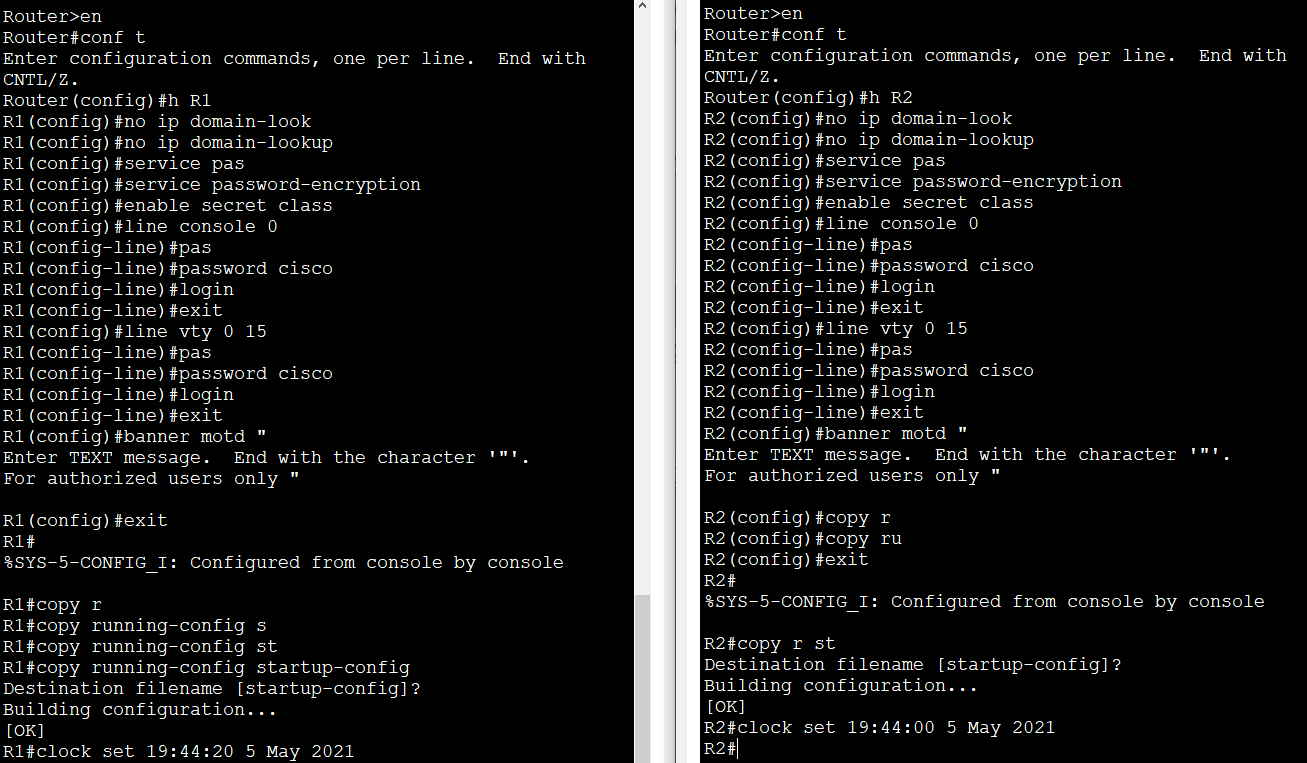 Router>en
Router#conf t
Enter configuration commands, one per line.  End with
CNTL/Z.
Router(config)#h R1
R1(config)#no ip domain-look
R1(config)#no ip domain-lookup
R1(config)#service pas
R1(config)#service password-encryption
R1(config)#enable secret class
R1(config)#line console 0
R1(config-line)#pas
R1(config-line)#password cisco
R1(config-line)#login
R1(config-line)#exit
R1(config)#line vty 0 15
R1(config-line)#pas
R1(config-line)#password cisco
R1(config-line)#login
R1(config-line)#exit
R1(config)#banner motd "
Enter TEXT message.  End with the character '"'.
For authorized users only "
R1(config)#exit
R1#
%SYS-5-CONFIG_I: Configured from console by console
R1#copy r
R1#copy running-config s
R1#copy running-config st
R1#copy running-config startup-config
Destination filename [startup-config]?
Building configuration...
[OK]
R1#clock set 19:44:20 5 May 2021
Router>en
Router#conf t
Enter configuration commands, one per line.  End with
CNTL/Z.
Router(config)#h R2
R2(config)#no ip domain-look
R2(config)#no ip domain-lookup
R2(config)#service pas
R2(config)#service password-encryption
R2(config)#enable secret class
R2(config)#line console 0
R2(config-line)#pas
R2(config-line)#password cisco
R2(config-line)#login
R2(config-line)#exit
R2(config)#line vty 0 15
R2(config-line)#pas
R2(config-line)#password cisco
R2(config-line)#login
R2(config-line)#exit
R2(config)#banner motd "
Enter TEXT message.  End with the character '"'.
For authorized users only "
R2(config)#copy r
R2(config)#copy ru
R2(config)#exit
R2#
%SYS-5-CONFIG_I: Configured from console by console
R2#copy r st
Destination filename [startup-config]?
Building configuration...
[OK]
R2#clock set 19:44:00 5 May 2021
R2#